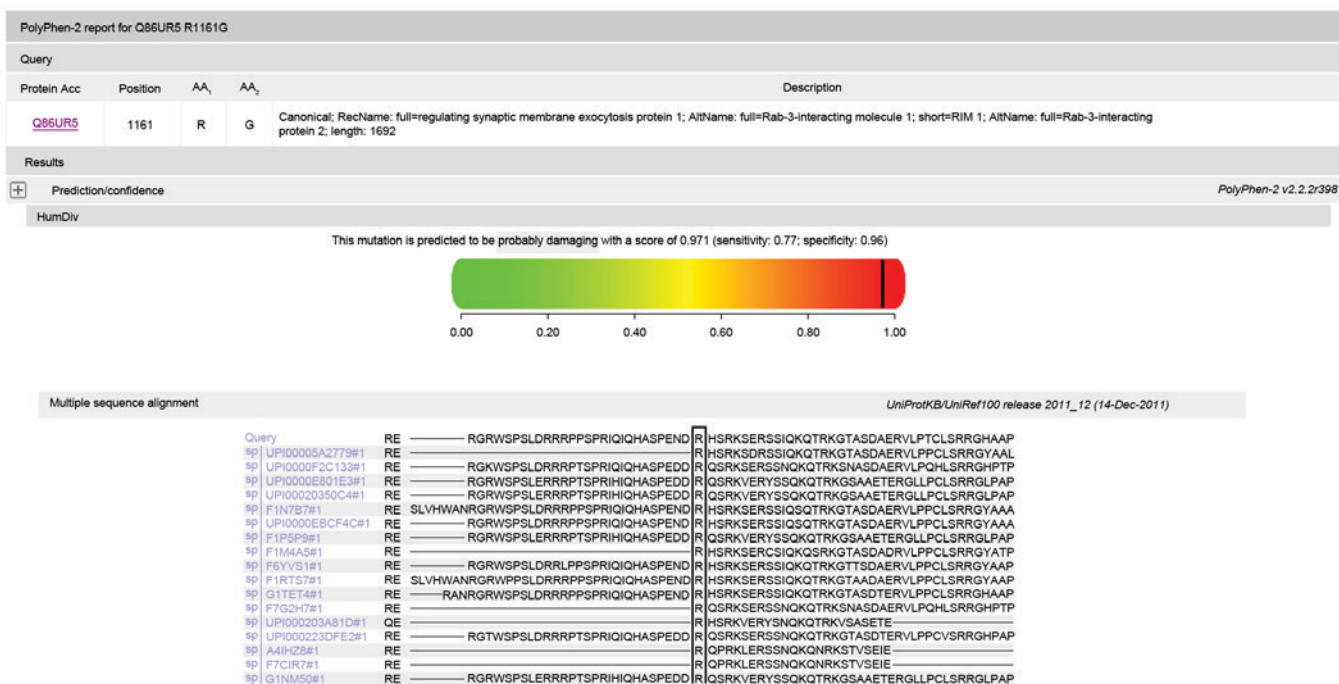 PolyPhen-2 report for Q86UR5 R1161G
Query
Protein Acc Position AA1 AA2 Description
Q86UR5 1161 R G Canonical; RecName: full=regulating synaptic membrane exocytosis protein 1; AltName: full=Rab-3-interacting molecule 1; short=RIM 1; AltName: full=Rab-3-interacting
protein 2; length: 1692
Results
+ Prediction/confidence PolyPhen-2 v2.2.2r398
HumDiv
This mutation is predicted to be probably damaging with a score of 0.971 (sensitivity: 0.77; specificity: 0.96)
0.00 0.20 0.40 0.60 0.80 1.00
Multiple sequence alignment UniProtKB/UniRef100 release 2011_12 (14-Dec-2011)
Query RE ——— RGRWSPSLDRRRPPSPRIQIQHASPEND R HSRKSERSSIQKQTRKGTASDAERVLPTCLSRRGHAAP
sp UPI00005A2779#1 RE ——— R HSRKSDRSSIQKQTRKGTASDAERVLPPCLSRRGYAAL
sp UPI0000F2C133#1 RE ——— RGKWSPSLDRRRPTSPRIQIQHASPEDD R QSRKSERSSNQKQTRKSNASDAERVLPQHLSRRGHPTP
sp UPI0000E801E3#1 RE ——— RGRWSPSLERRRPTSPRIHIQHASPEDD R QSRKVERYSSQKQTRKGSAAETERGLLPCLSRRGLPAP
sp UPI00020350C4#1 RE ——— RGRWSPSLERRRPTSPRIHIQHASPEDD R QSRKVERYSSQKQTRKGSAAETERGLLPCLSRRGLPAP
sp F1N7B7#1 RE SLVHWANRGRWSPSLDRRRPPSPRIQIQHASPEND R HSRKSERSSIQSQTRKGTASDAERVLPPCLSRRGYAAA
sp UPI0000EBCF4C#1 RE ——— RGRWSPSLDRRRPPSPRIQIQHASPEND R HSRKSERSSIQSQTRKGTASDAERVLPPCLSRRGYAAA
sp F1P5P9#1 RE ——— RGRWSPSLERRRPTSPRIHIQHASPEDD R QSRKVERYSSQKQTRKGSAAETERGLLPCLSRRGLPAP
sp F1M4A5#1 RE ——— R HSRKSERCSIQKQSRKGTASDADRVLPPCLSRRGYATP
sp F6YVS1#1 RE ——— RGRWSPSLDRRLPPSPRIQIQHASPEND R HSRKSERSSIQKQTRKGTTSDAERVLPPCLSRRGYAAP
sp F1RTS7#1 RE SLVHWANRGRWPPSLDRRRPPSPRIQIQHASPEND R HSRKSERSSIQKQTRKGTAADAERVLPPCLSRRGYAAP
sp G1TET4#1 RE —— RANRGRWSPSLDRRRPPSPRIQIQHASPEND R HSRKSERSSIQKQTRKGTASDTERVLPPCLSRRGHAAP
sp F7G2H7#1 RE ——— R QSRKSERSSNQKQTRKSNASDAERVLPQHLSRRGHPTP
sp UPI000203A81D#1 QE ——— R HSRKVERYSNQKQTRKVSASETE ———
sp UPI000223DFE2#1 RE ——— RGTWSPSLDRRRPTSPRIQIQHASPEDD R QSRKSERSSNQKQTRKGTASDTERVLPPCVSRRGHPAP
sp A4IHZ8#1 RE ——— R QPRKLERSSNQKQNRKSTVSEIE ———
sp F7CIR7#1 RE ——— R QPRKLERSSNQKQNRKSTVSEIE ———
sp G1NM50#1 RE ——— RGRWSPSLERRRPTSPRIHIQHASPEDD R QSRKVERYSSQKQTRKGSAAETERGLLPCLSRRGLPAP